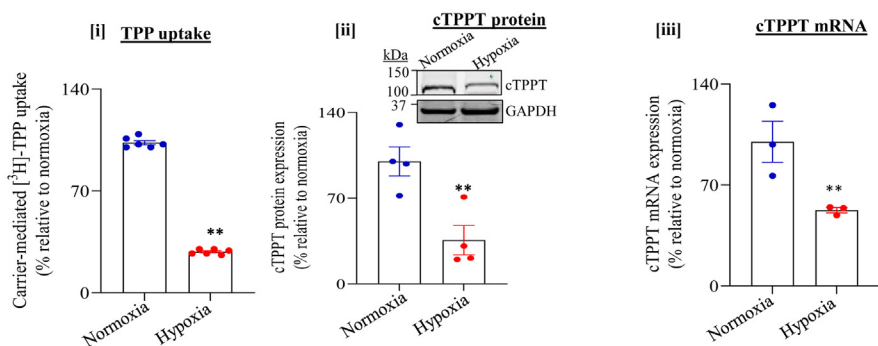 [i] TPP uptake
Carrier-mediated [³H]-TPP uptake
(% relative to normoxia)
140
70
0
**
Normoxia
Hypoxia
[ii] cTPPT protein
kDa
Normoxia
Hypoxia
150
100
cTPPT
37
GAPDH
cTPPT protein expression
(% relative to normoxia)
140
70
0
**
Normoxia
Hypoxia
[iii] cTPPT mRNA
cTPPT mRNA expression
(% relative to normoxia)
140
70
0
**
Normoxia
Hypoxia